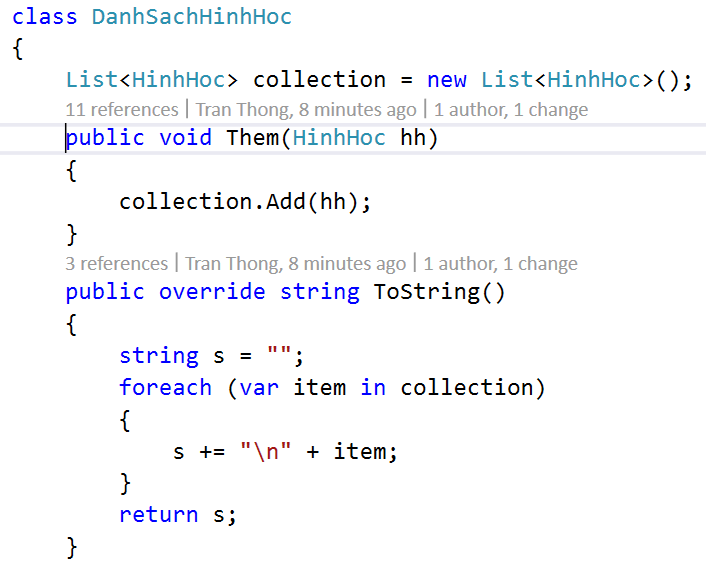 class DanhSachHinhHoc
{
    List<HinhHoc> collection = new List<HinhHoc>();
    11 references | Tran Thong, 8 minutes ago | 1 author, 1 change
    public void Them(HinhHoc hh)
    {
        collection.Add(hh);
    }
    3 references | Tran Thong, 8 minutes ago | 1 author, 1 change
    public override string ToString()
    {
        string s = "";
        foreach (var item in collection)
        {
            s += "\n" + item;
        }
        return s;
    }